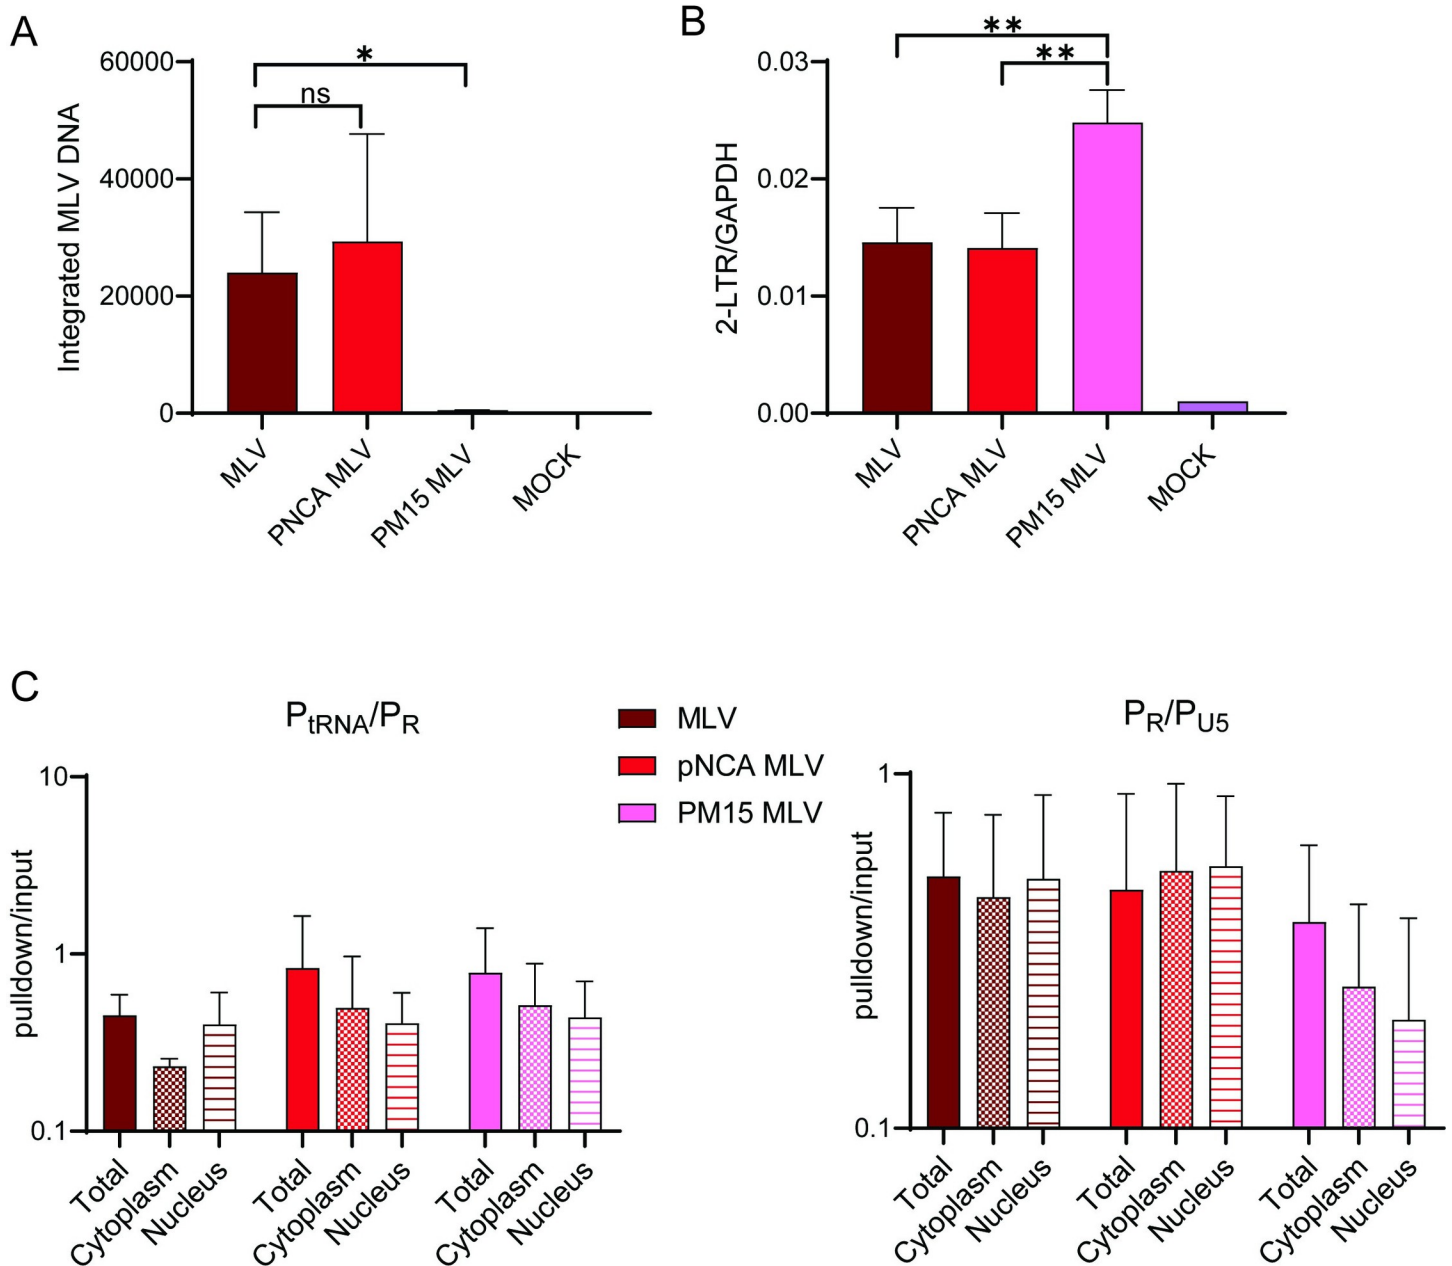 A
Integrated MLV DNA
60000
40000
20000
0
*
ns
MLV
PNCA MLV
PM15 MLV
MOCK
B
2-LTR/GAPDH
0.03
0.02
0.01
0.00
**
**
MLV
PNCA MLV
PM15 MLV
MOCK
C
PtRNA/PR
pulldown/input
10
1
0.1
Total
Cytoplasm
Nucleus
Total
Cytoplasm
Nucleus
Total
Cytoplasm
Nucleus
MLV
pNCA MLV
PM15 MLV
PR/PU5
pulldown/input
1
0.1
Total
Cytoplasm
Nucleus
Total
Cytoplasm
Nucleus
Total
Cytoplasm
Nucleus